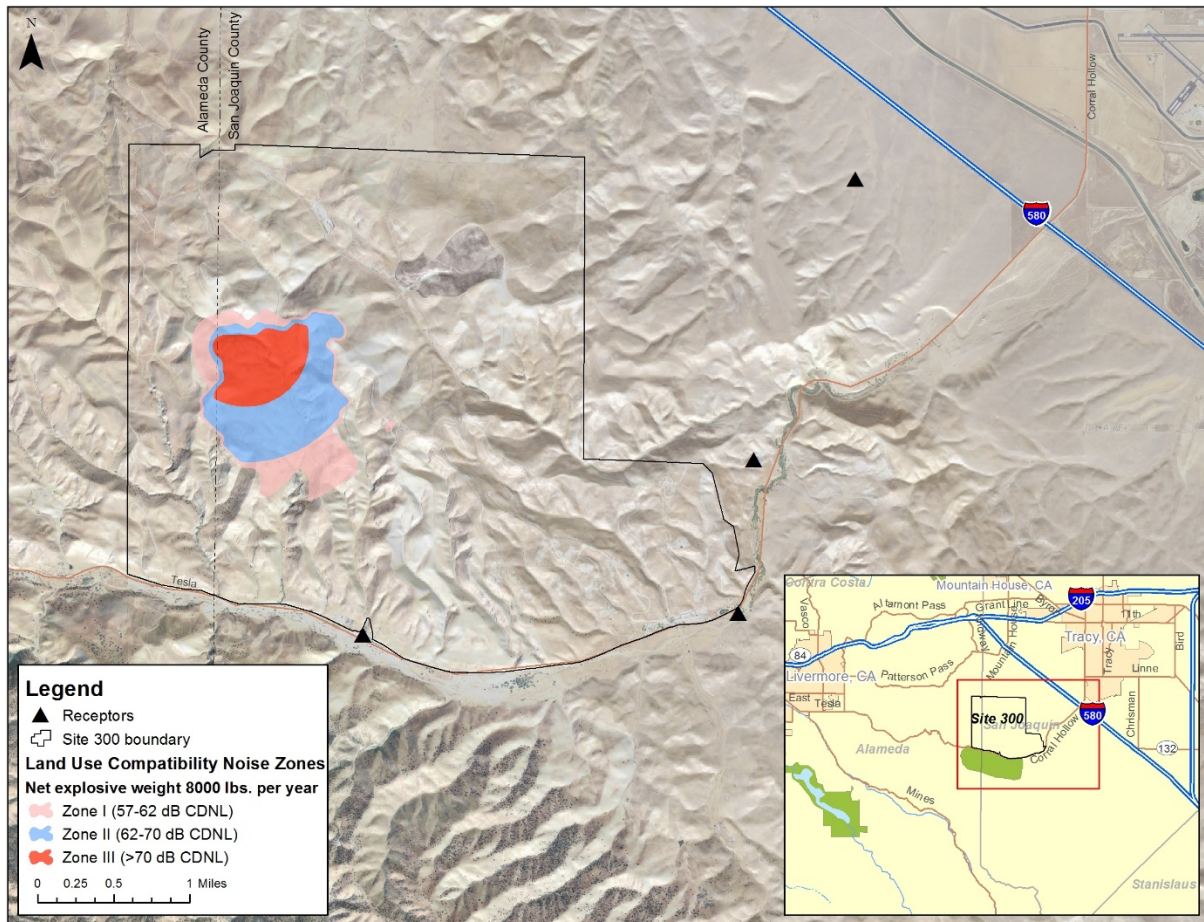 N
Alameda County
San Joaquin County
Corral Hollow
580
Tesla
Legend
Receptors
Site 300 boundary
Land Use Compatibility Noise Zones
Net explosive weight 8000 lbs. per year
Zone I (57-62 dB CDNL)
Zone II (62-70 dB CDNL)
Zone III (>70 dB CDNL)
0 0.25 0.5 1 Miles
Contra Costa
Mountain House, CA
205
Vasco
Altamont Pass
Grant Line
Byron
11th
Mountain House
Tracy, CA
Tracy
Bird
84
Patterson Pass
Linne
Livermore, CA
East
Tesla
Site 300
San Joaquin
580
Chrisman
Alameda
Corral Hollow
132
Mines
Stanislaus